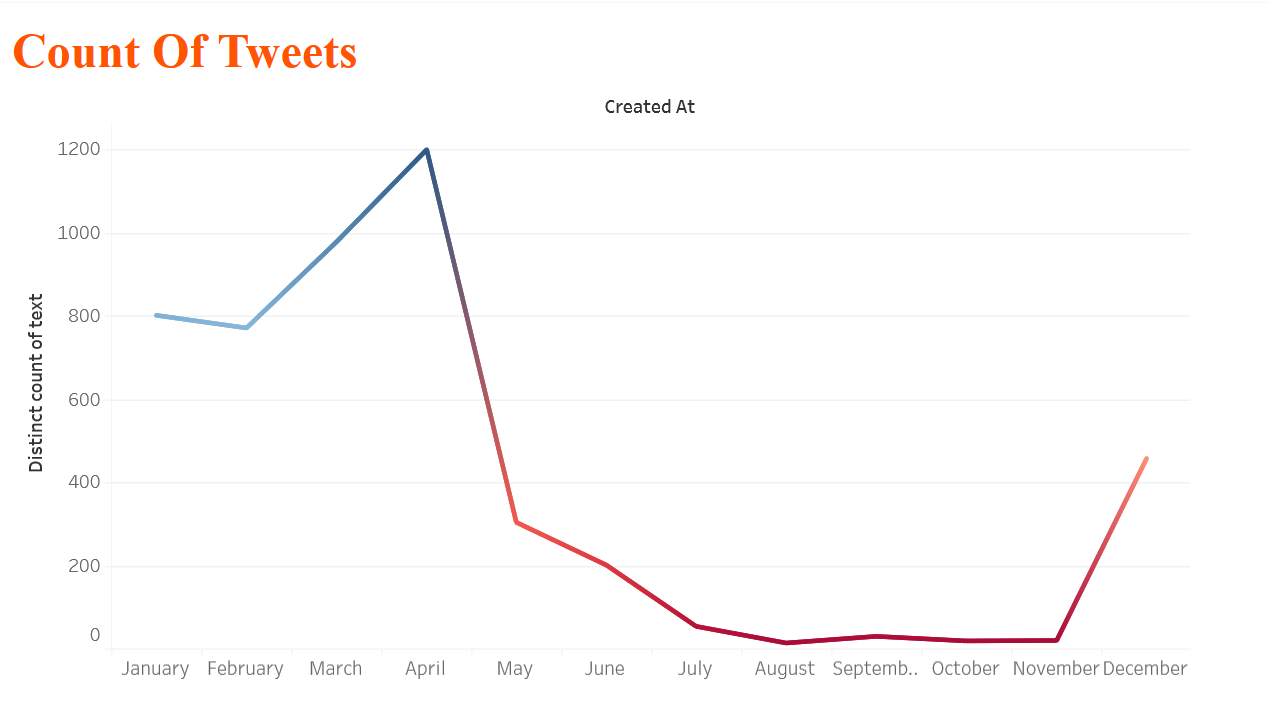 Count Of Tweets
Created At
Distinct count of text
1200
1000
800
600
400
200
0
January February March April May June July August Septemb.. October November December